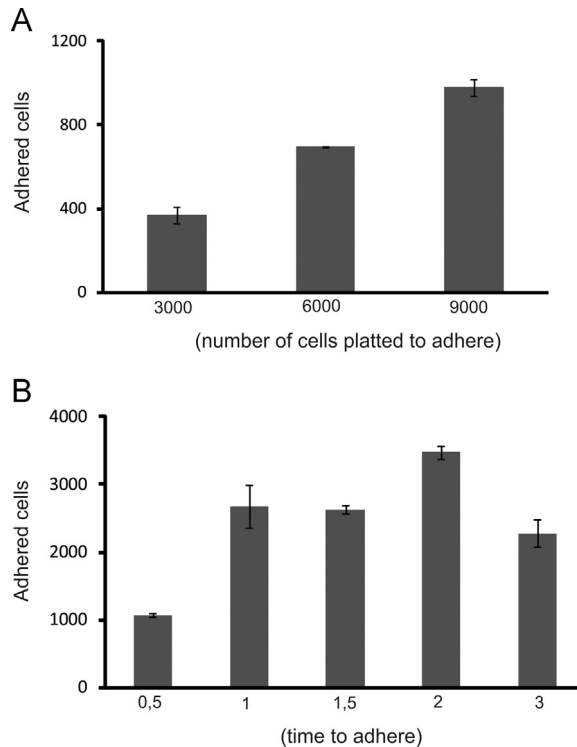 A
1200
800
400
0
Adhered cells
3000 6000 9000
(number of cells platted to adhere)
B
4000
3000
2000
1000
0
Adhered cells
0,5 1 1,5 2 3
(time to adhere)